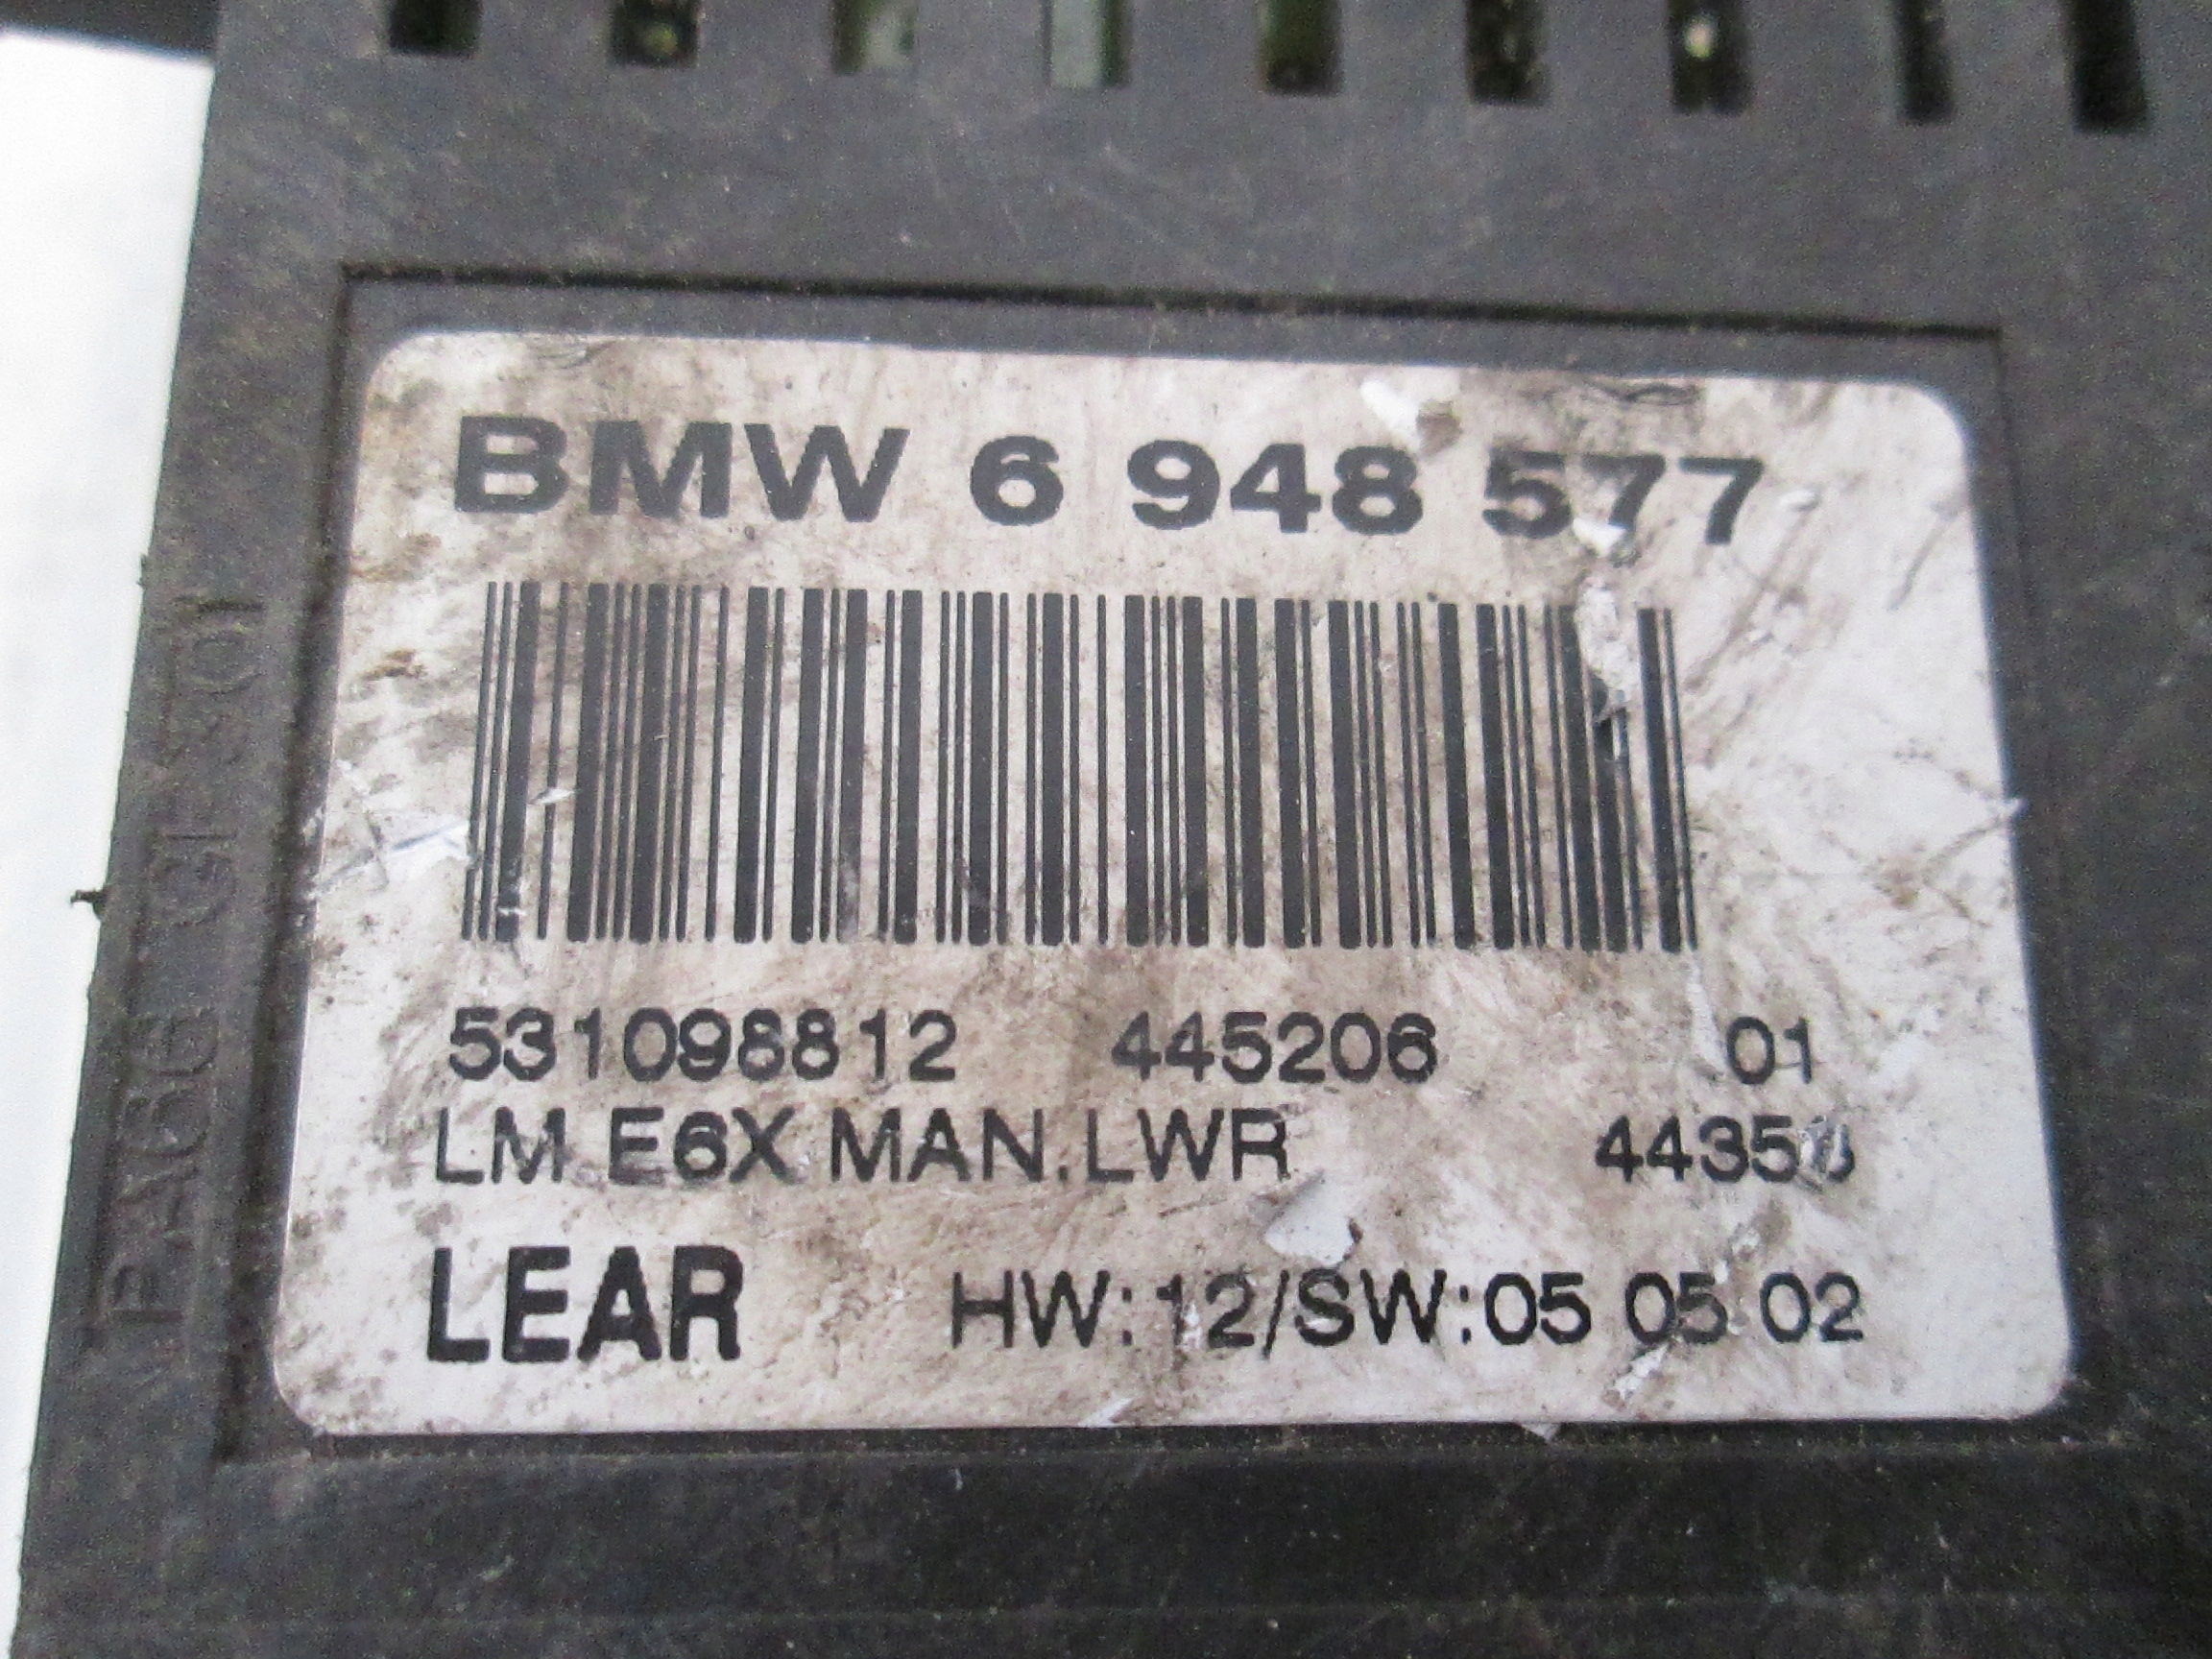 BMW 6 948 577
531098812 445206 01
LM E6X MAN.LWR
LEAR HW:12/SW:05 05 02